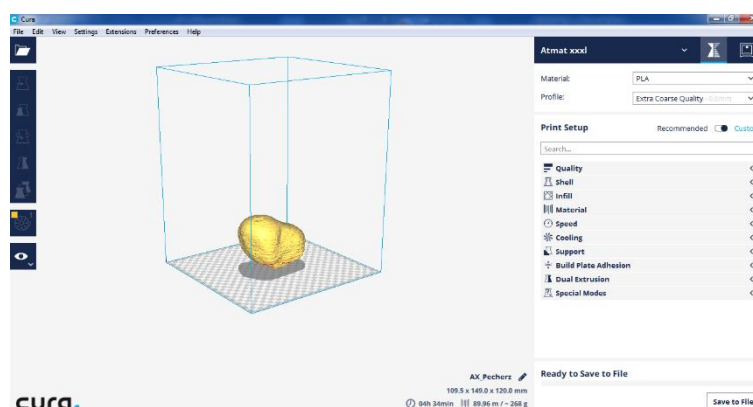 Cura
File Edit View Settings Extensions Preferences Help
Atmat xxxl
Material: PLA
Profile: Extra Coarse Quality
Print Setup Recommended Custo
Search...
Quality
Shell
Infill
Material
Speed
Cooling
Support
Build Plate Adhesion
Dual Extrusion
Special Modes
AX_Pecherz
109.5 x 149.0 x 120.0 mm
04h 34min 89.96 m / ~ 268 g
Ready to Save to File
Save to File
cura.